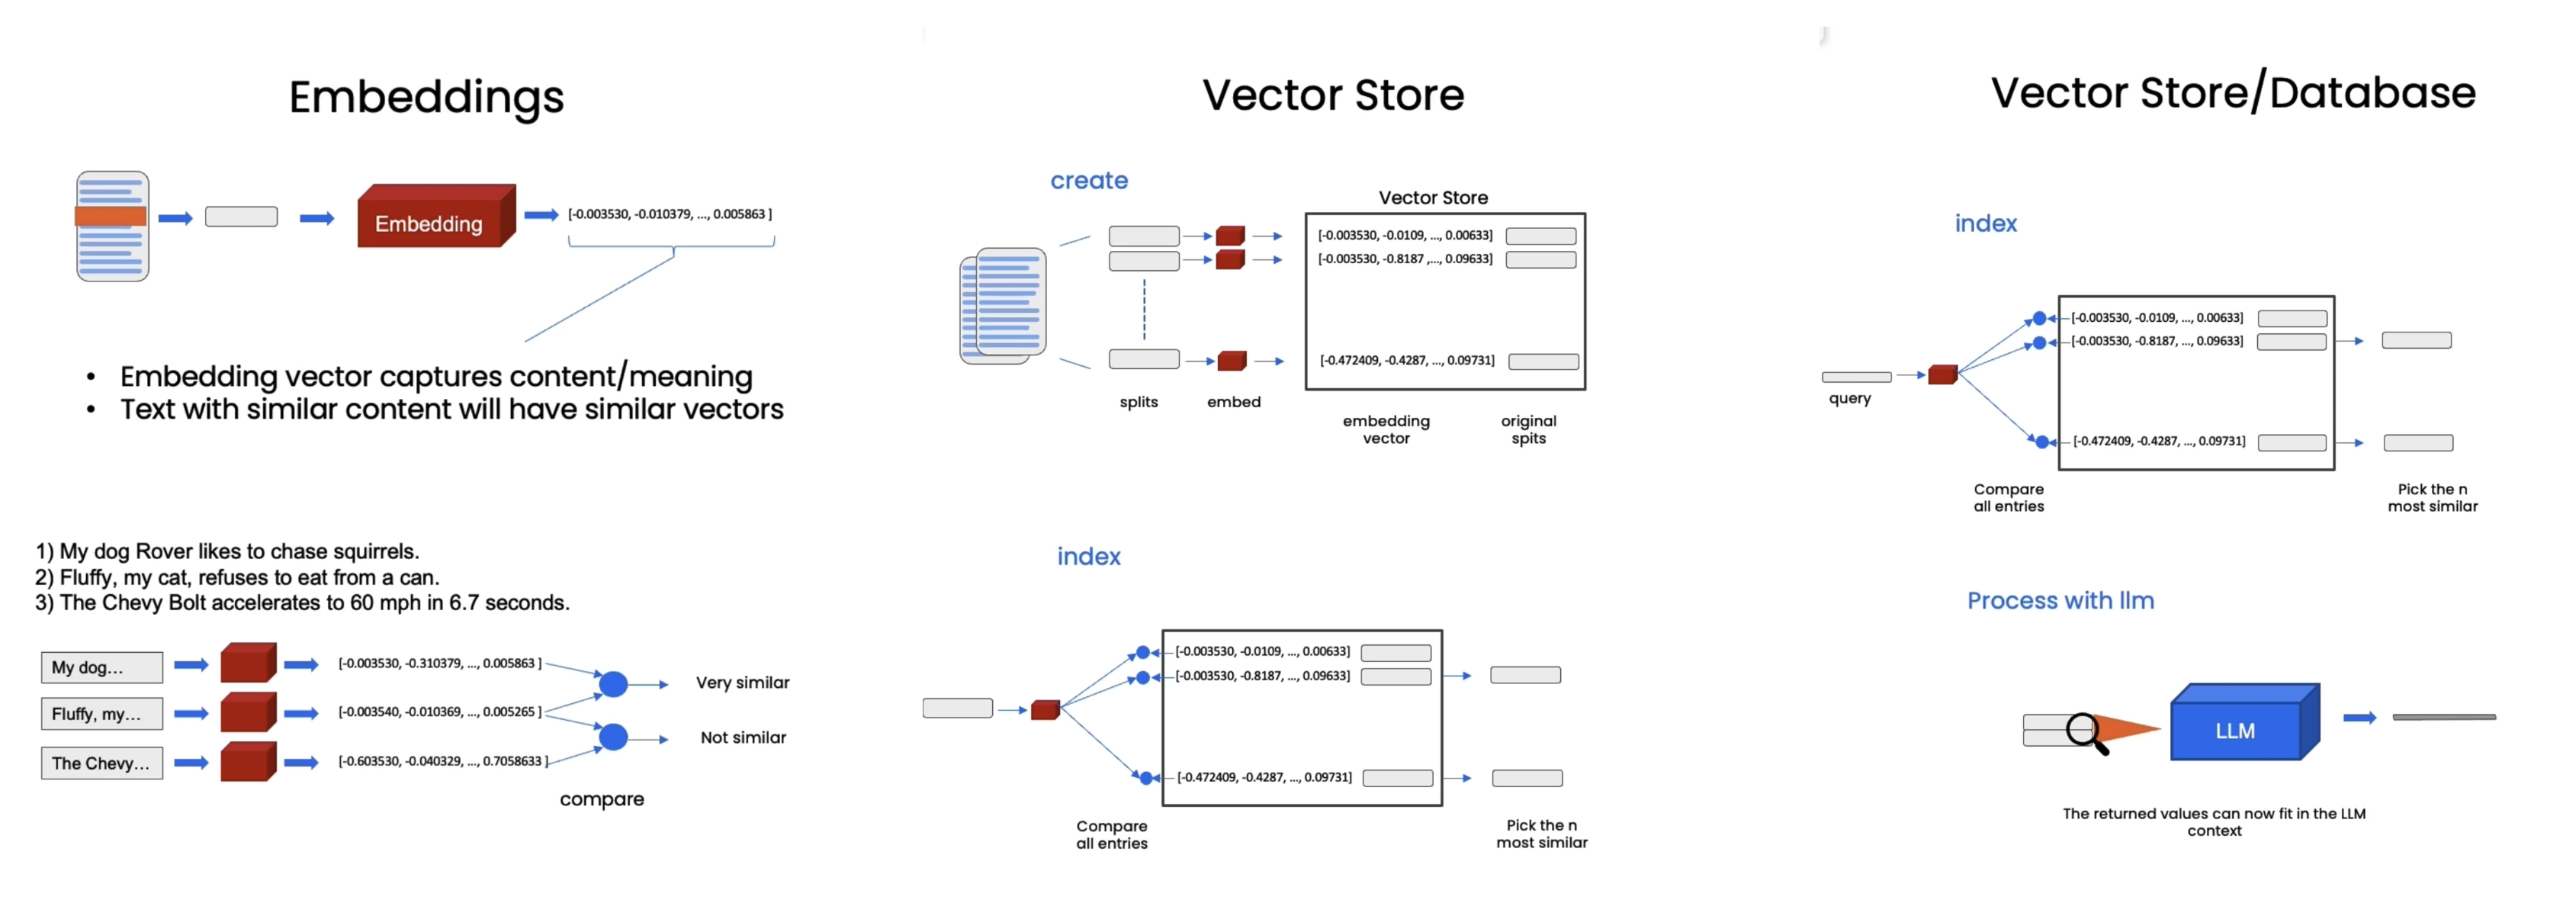 Embeddings
Embedding
[-0.003530, -0.010379, ..., 0.005863 ]
• Embedding vector captures content/meaning
• Text with similar content will have similar vectors
1) My dog Rover likes to chase squirrels.
2) Fluffy, my cat, refuses to eat from a can.
3) The Chevy Bolt accelerates to 60 mph in 6.7 seconds.
My dog...
[-0.003530, -0.310379, ..., 0.005863 ]
Very similar
Fluffy, my...
[-0.003540, -0.010369, ..., 0.005265 ]
Not similar
The Chevy...
[-0.603530, -0.040329, ..., 0.7058633 ]
compare
Vector Store
create
Vector Store
[-0.003530, -0.0109, ..., 0.00633]
[-0.003530, -0.8187 ,..., 0.09633]
[-0.472409, -0.4287, ..., 0.09731]
splits
embed
embedding
vector
original
spits
index
[-0.003530, -0.0109, ..., 0.00633]
[-0.003530, -0.8187, ..., 0.09633]
[-0.472409, -0.4287, ..., 0.09731]
Compare
all entries
Pick the n
most similar
Vector Store/Database
index
[-0.003530, -0.0109, ..., 0.00633]
[-0.003530, -0.8187, ..., 0.09633]
query
[-0.472409, -0.4287, ..., 0.09731]
Compare
all entries
Pick the n
most similar
Process with llm
LLM
The returned values can now fit in the LLM
context